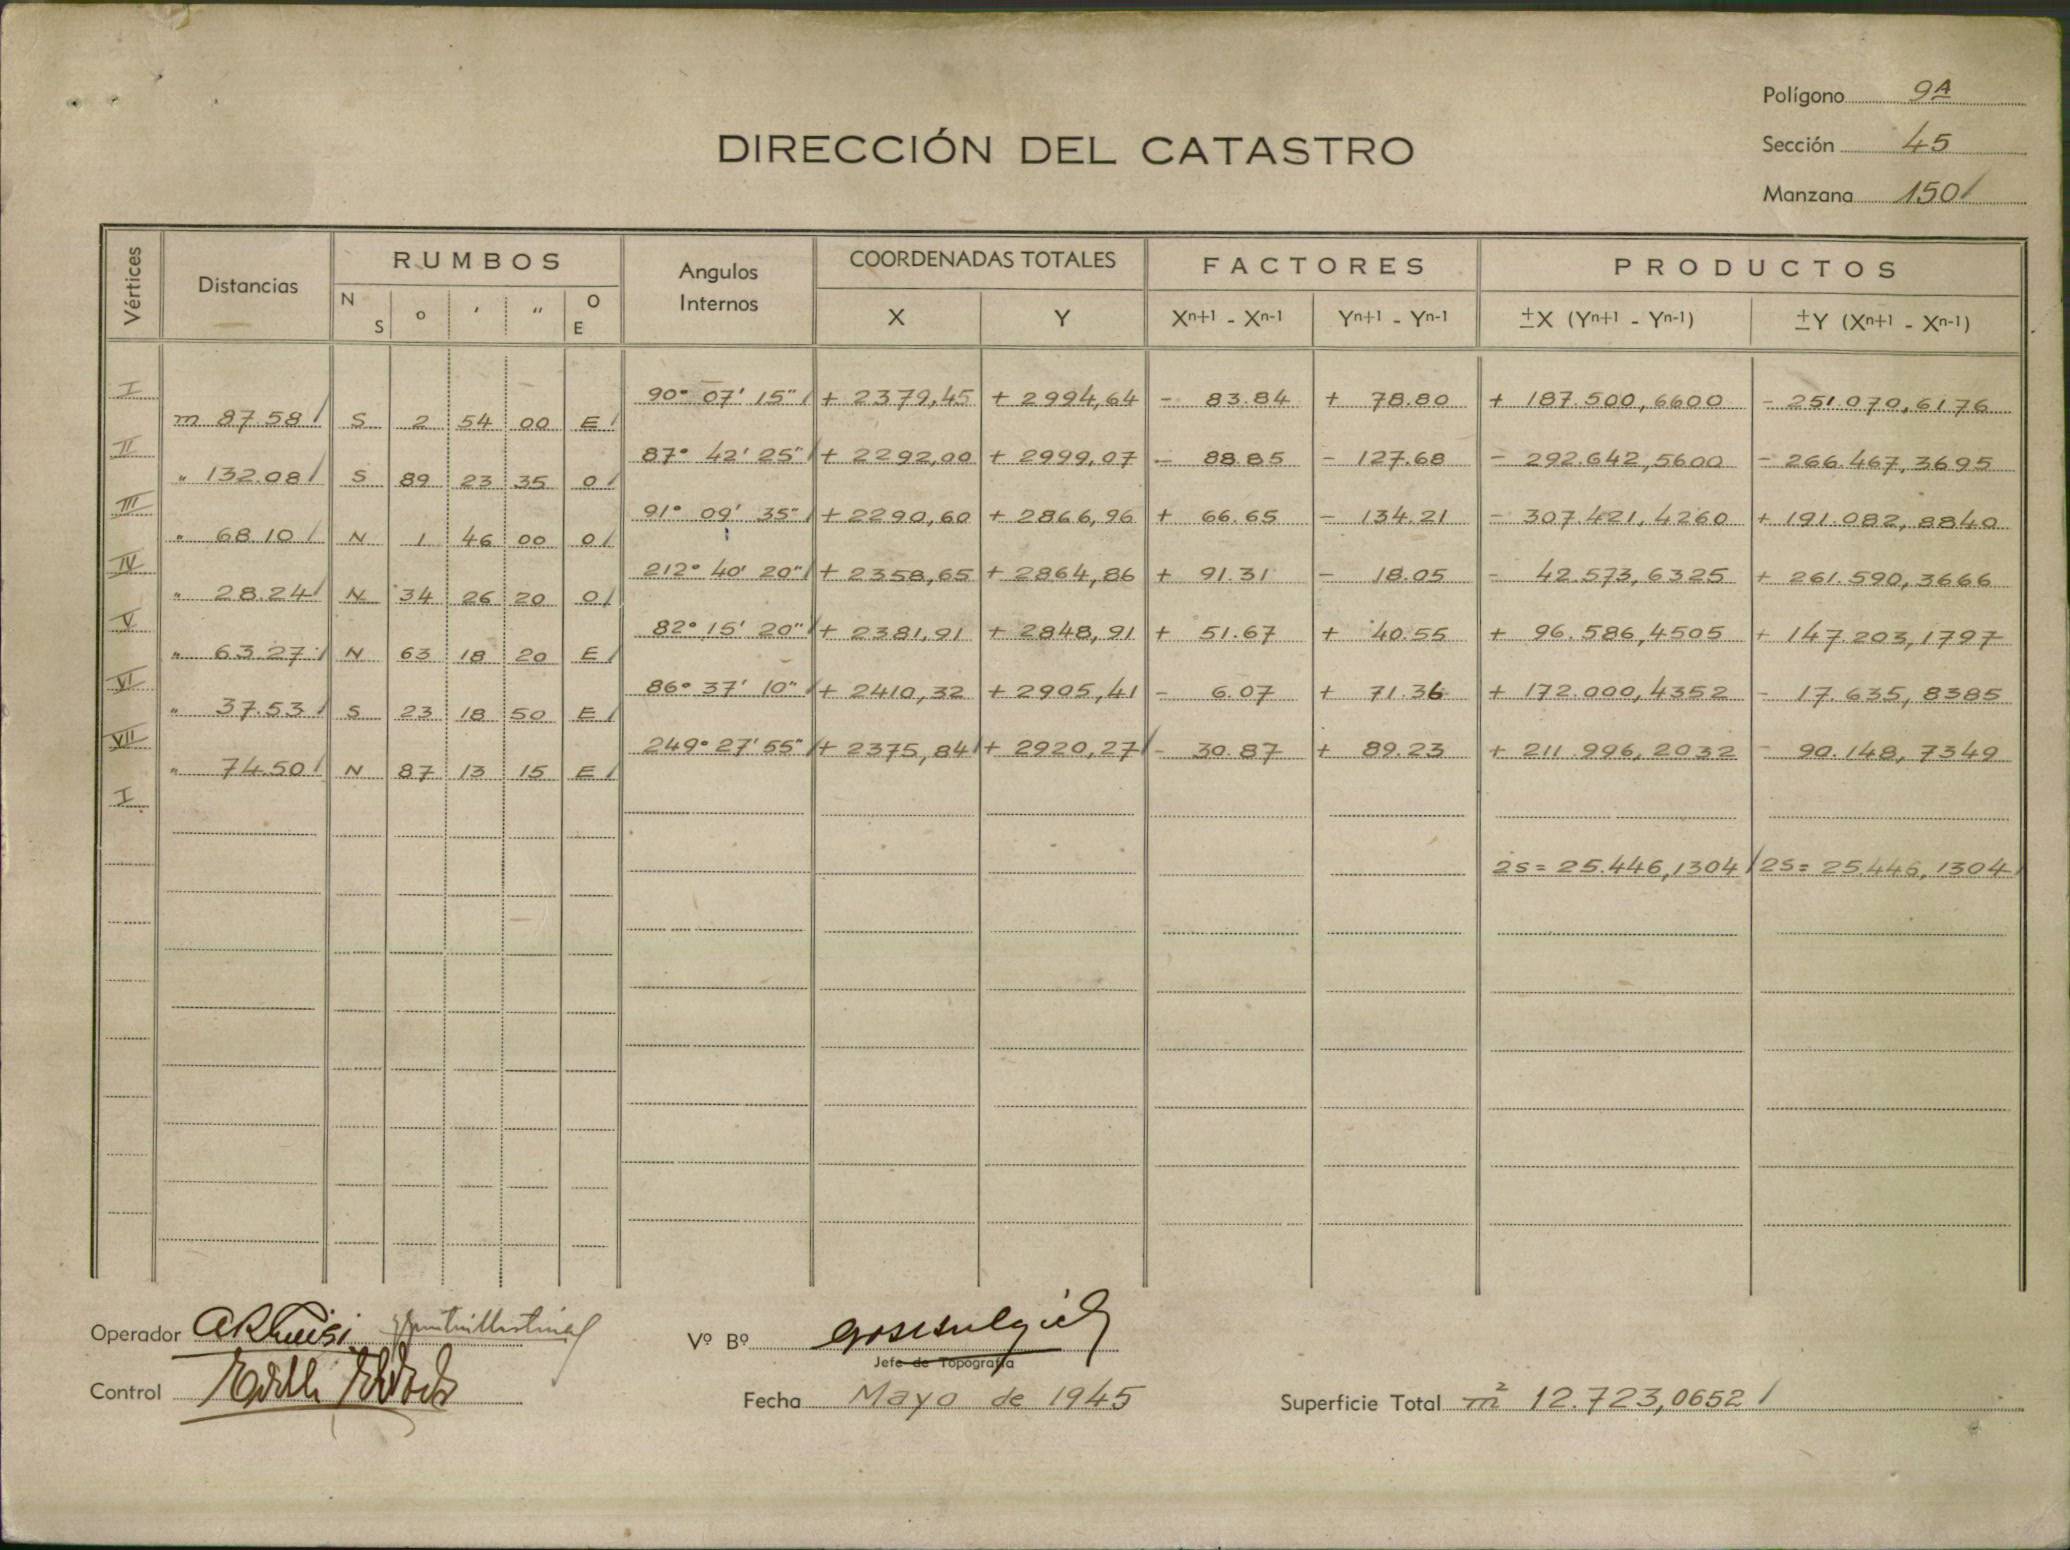 Polígono 9A
Sección 45
Manzana 150
DIRECCIÓN DEL CATASTRO
Vértices Distancias RUMBOS Angulos Internos COORDENADAS TOTALES FACTORES PRODUCTOS
N S ° ' " O E X Y Xn+1 - Xn-1 Yn+1 - Yn-1 ±X (Yn+1 - Yn-1) ±Y (Xn+1 - Xn-1)
I 90° 07' 15" + 2379,45 + 2994,64 - 83.84 + 78.80 + 187.500,6600 - 251.070,6176
m 87.58 S 2 54 00 E
II 87° 42' 25" + 2292,00 + 2999,07 - 88.85 - 127.68 - 292.642,5600 - 266.467,3695
" 132.08 S 89 23 35 O
III 91° 09' 35" + 2290,60 + 2866,96 + 66.65 - 134.21 - 307.421,4260 + 191.082,8840
" 68.10 N 1 46 00 O
IV 212° 40' 20" + 2358,65 + 2864,86 + 91.31 - 18.05 - 42.573,6325 + 261.590,3666
" 28.24 N 34 26 20 O
V 82° 15' 20" + 2381,91 + 2848,91 + 51.67 + 40.55 + 96.586,4505 + 147.203,1797
" 63.27 N 63 18 20 E
VI 86° 37' 10" + 2410,32 + 2905,41 - 6.07 + 71.36 + 172.000,4352 - 17.635,8385
" 37.53 S 23 18 50 E
VII 249° 27' 55" + 2375,84 + 2920,27 - 30.87 + 89.23 + 211.996,2032 - 90.148,7349
" 74.50 N 87 13 15 E
I
2S = 25.446,1304 2S = 25.446,1304
Operador
Vº Bº
Jefe de Topografía
Control
Fecha Mayo de 1945
Superficie Total m² 12.723,0652